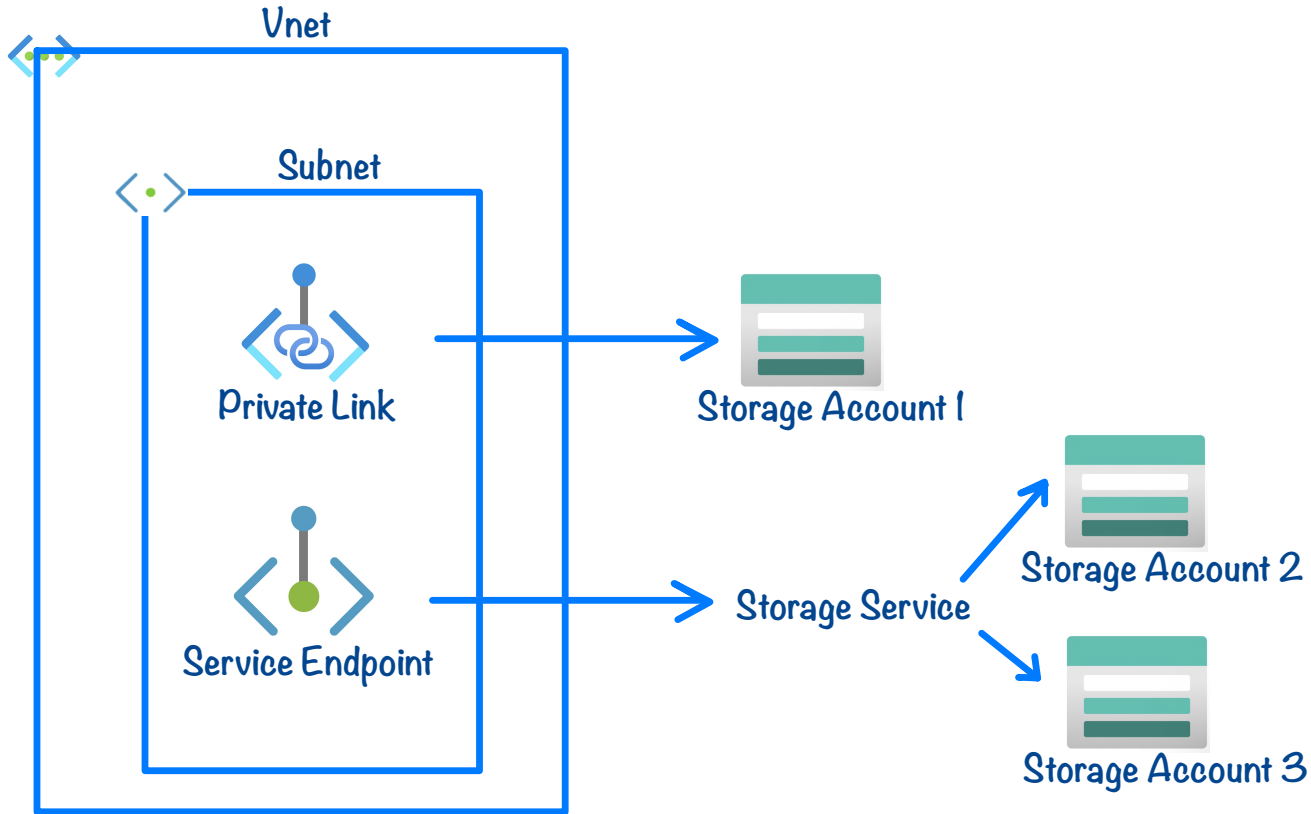 Vnet
Subnet
Private Link
Storage Account 1
Storage Account 2
Service Endpoint
Storage Service
Storage Account 3